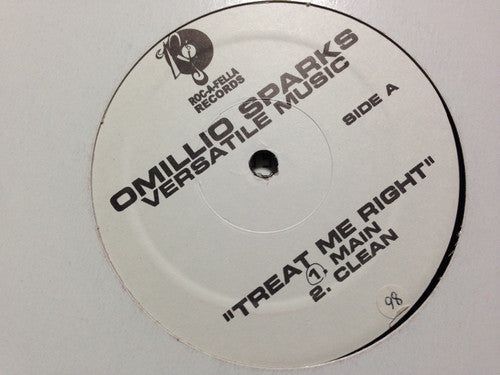 R
ROC-A-FELLA
RECORDS
OMILLIO SPARKS
VERSATILE MUSIC
SIDE A
"TREAT ME RIGHT"
1. MAIN
2. CLEAN
98